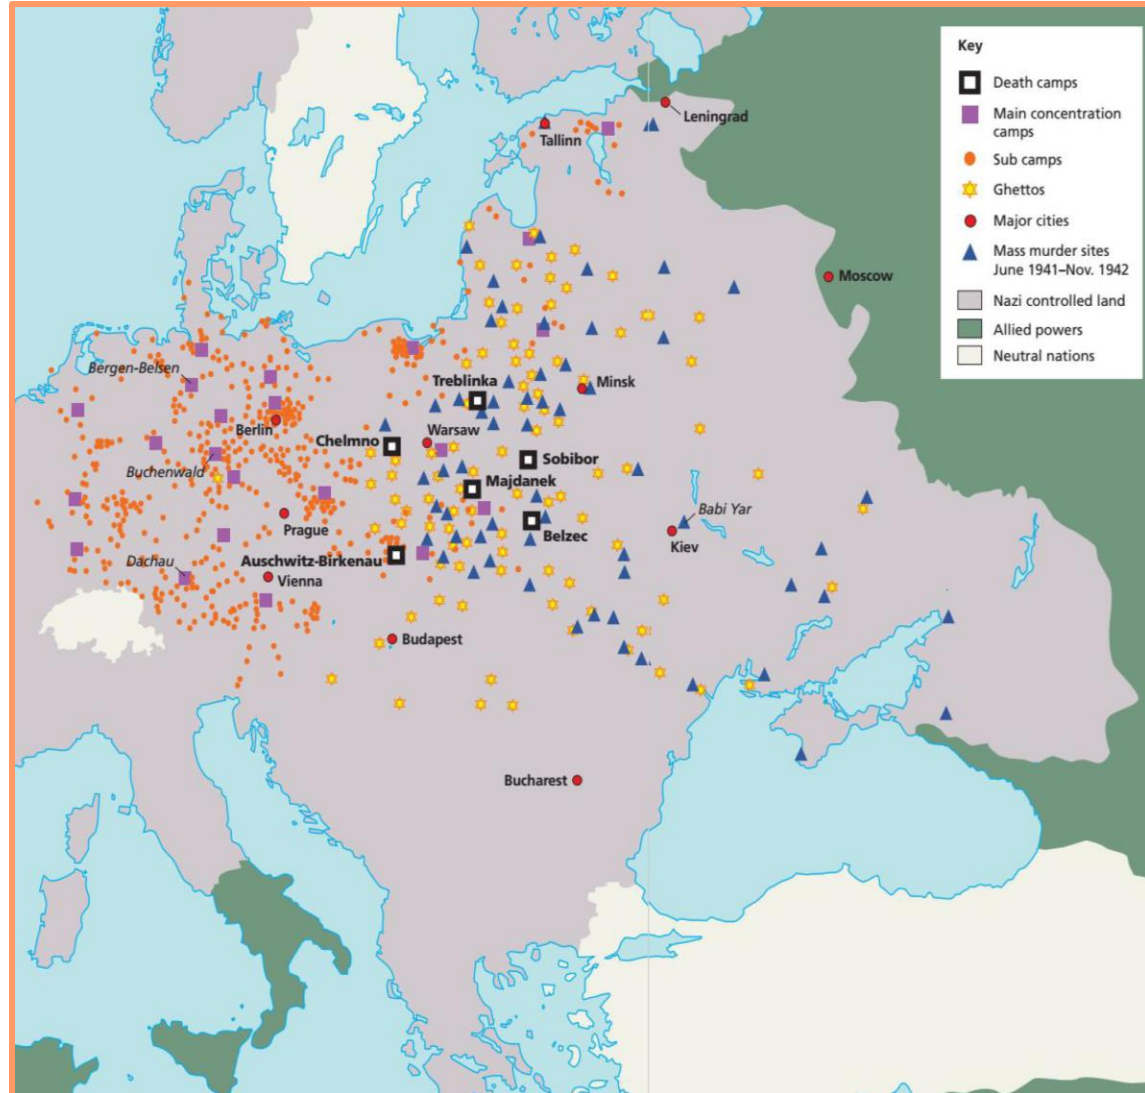 Key
Death camps
Main concentration
camps
Sub camps
Ghettos
Major cities
Mass murder sites
June 1941–Nov. 1942
Nazi controlled land
Allied powers
Neutral nations
Leningrad
Tallinn
Moscow
Bergen-Belsen
Treblinka
Minsk
Berlin
Warsaw
Chelmno
Sobibor
Buchenwald
Majdanek
Babi Yar
Prague
Belzec
Kiev
Dachau
Auschwitz-Birkenau
Vienna
Budapest
Bucharest